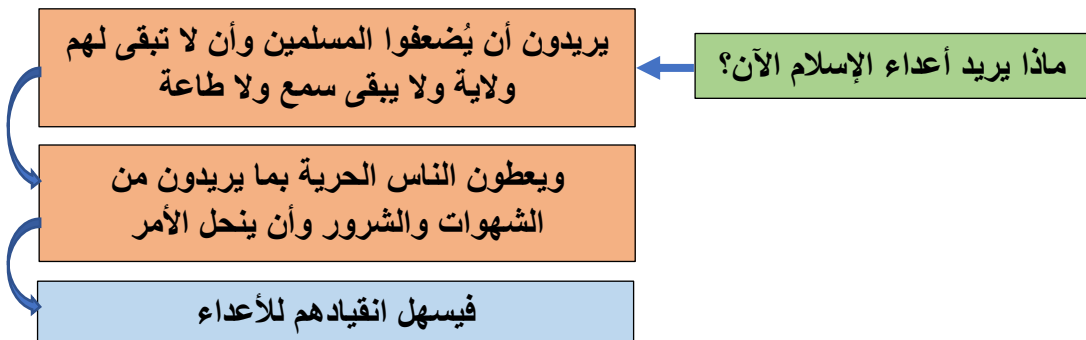 ماذا يريد أعداء الإسلام الآن؟
يريدون أن يُضعفوا المسلمين وأن لا تبقى لهم
ولاية ولا يبقى سمع ولا طاعة
ويعطون الناس الحرية بما يريدون من
الشهوات والشرور وأن ينحل الأمر
فيسهل انقيادهم للأعداء